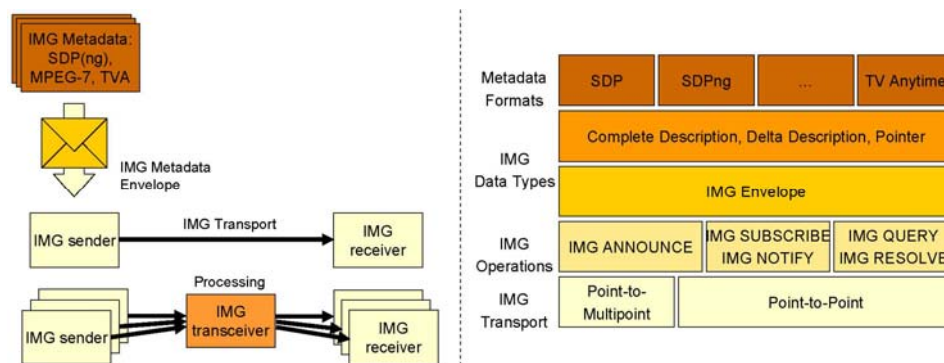 IMG Metadata:
SDP(ng),
MPEG-7, TVA
IMG Metadata
Envelope
IMG Transport
IMG sender
IMG
receiver
Processing
IMG sender
IMG
transceiver
IMG
receiver
Metadata
Formats
SDP
SDPng
...
TV Anytime
IMG
Data Types
Complete Description, Delta Description, Pointer
IMG Envelope
IMG
Operations
IMG ANNOUNCE
IMG SUBSCRIBE
IMG NOTIFY
IMG QUERY
IMG RESOLVE
IMG
Transport
Point-to-
Multipoint
Point-to-Point